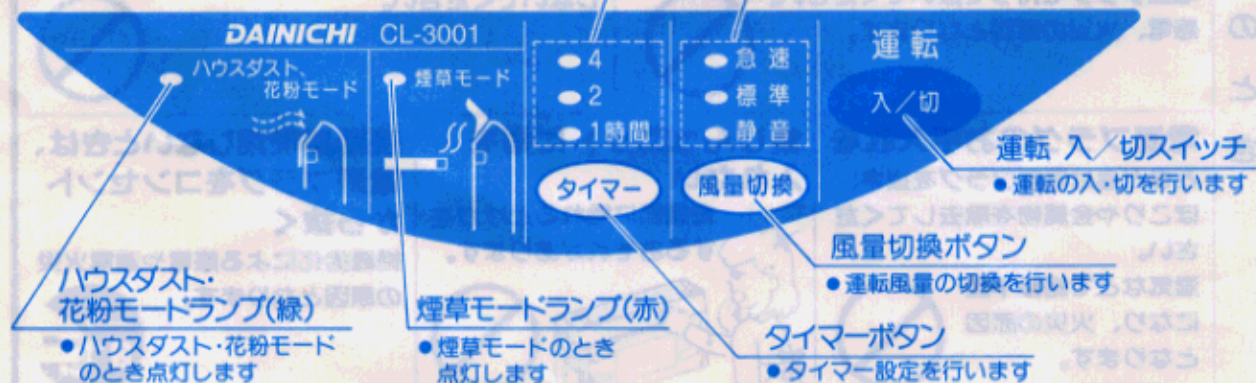 DAINICHI CL-3001
ハウスダスト、
花粉モード
煙草モード
4
2
1時間
タイマー
急速
標準
静音
風量切換
運転
入／切
運転 入／切スイッチ
●運転の入・切を行います
風量切換ボタン
●運転風量の切換を行います
タイマーボタン
●タイマー設定を行います
煙草モードランプ(赤)
●煙草モードのとき
点灯します
ハウスダスト・
花粉モードランプ(緑)
●ハウスダスト・花粉モード
のとき点灯します